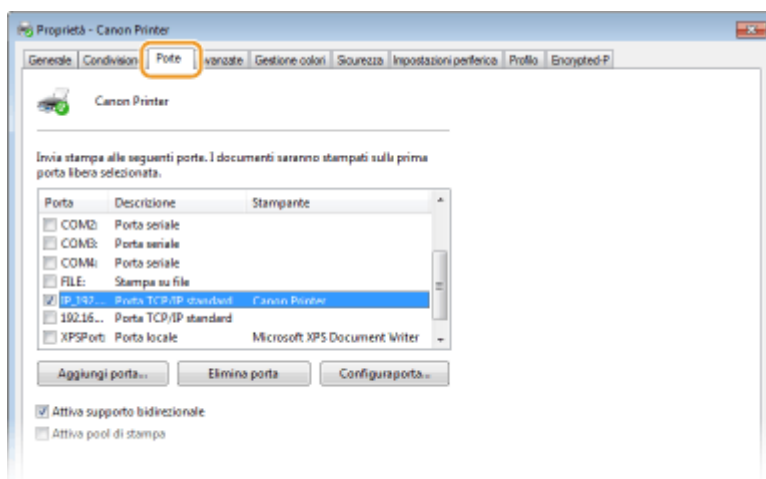 Proprietà - Canon Printer
Generale Condivision Porte vanzate Gestione colori Sicurezza Impostazioni periferica Profilo Encrypted-P
Canon Printer
Invia stampa alle seguenti porte. I documenti saranno stampati sulla prima
porta libera selezionata.
Porta Descrizione Stampante
COM2: Porta seriale
COM3: Porta seriale
COM4: Porta seriale
FILE: Stampa su file
IP_192.... Porta TCP/IP standard Canon Printer
192.16... Porta TCP/IP standard
XPSPort: Porta locale Microsoft XPS Document Writer
Aggiungi porta... Elimina porta Configura porta...
Attiva supporto bidirezionale
Attiva pool di stampa